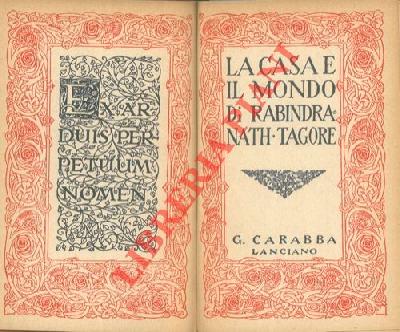 EX AR
DUIS PER
PETUUM
NOMEN
LA CASA E
IL MONDO
DI RABINDRA
NATH·TAGORE
G. CARABBA
LANCIANO
LIBRERIA PIANI